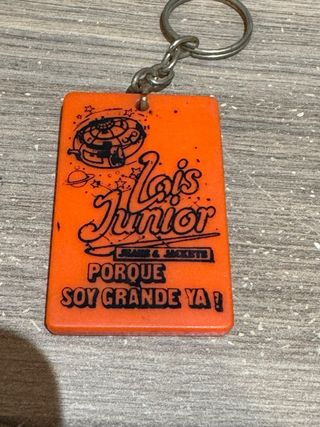 Lois
Junior
JEANS & JACKETS
PORQUE
SOY GRANDE YA!